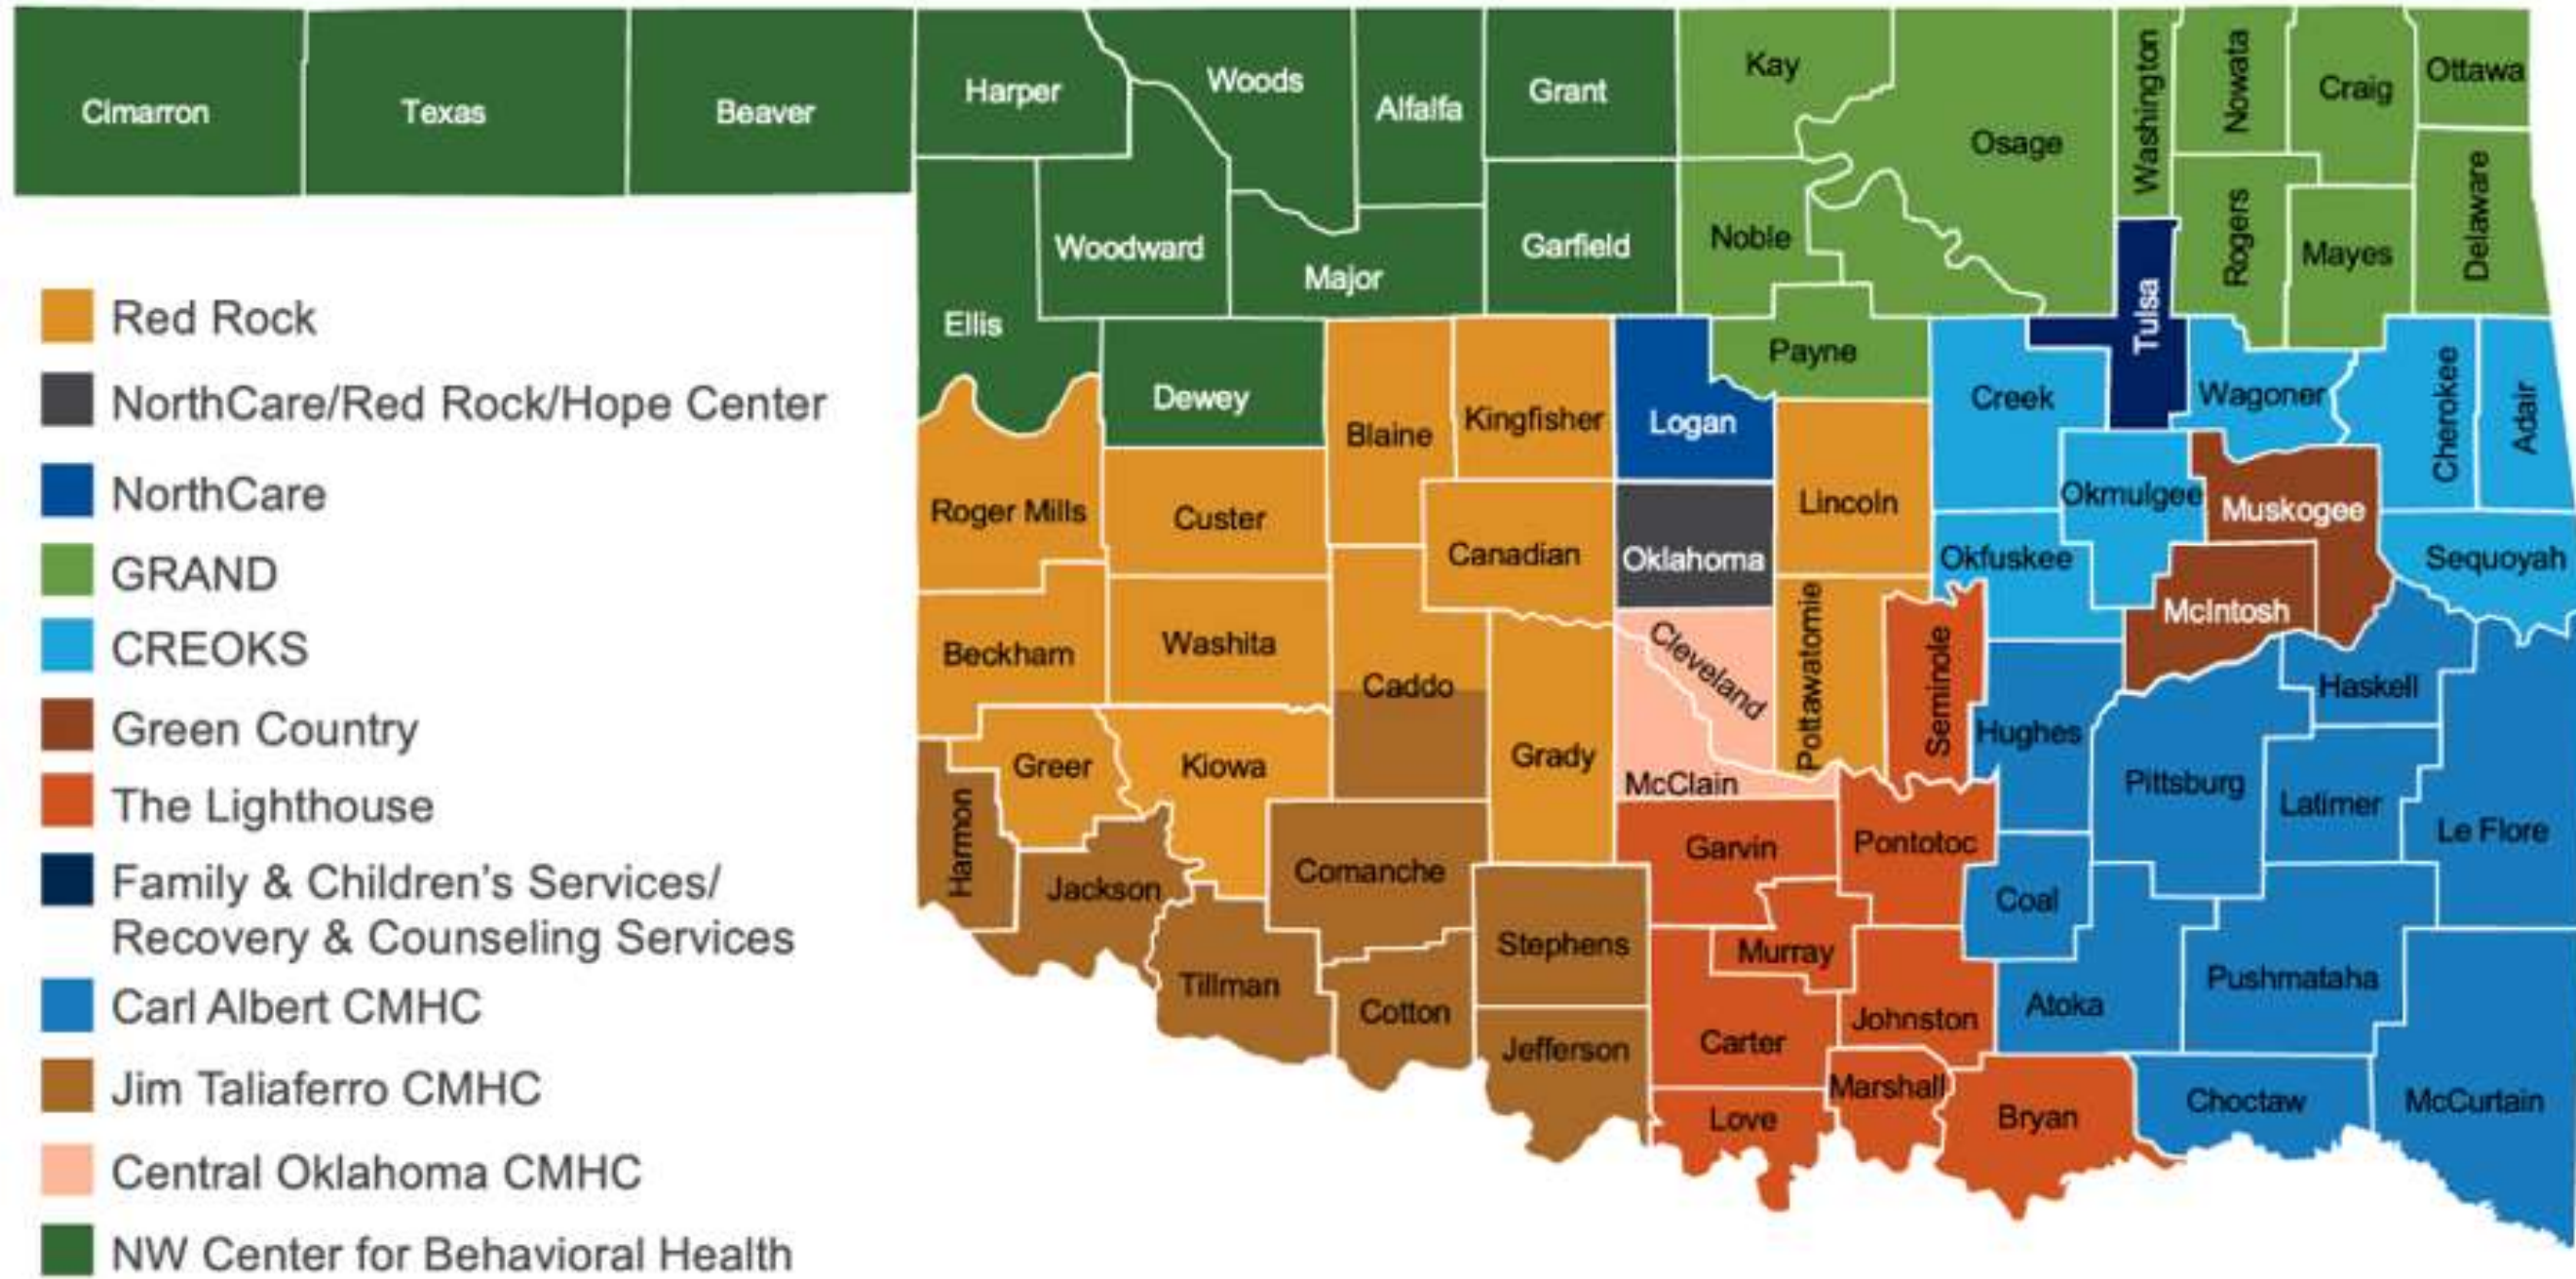 Cimarron
Texas
Beaver
Harper
Woods
Alfalfa
Grant
Kay
Osage
Washington
Nowata
Craig
Ottawa
Ellis
Woodward
Major
Garfield
Noble
Rogers
Mayes
Delaware
Tulsa
Dewey
Blaine
Kingfisher
Logan
Payne
Creek
Wagoner
Cherokee
Adair
Roger Mills
Custer
Canadian
Oklahoma
Lincoln
Okmulgee
Muskogee
Okfuskee
Sequoyah
Beckham
Washita
Caddo
Cleveland
Pottawatomie
Seminole
McIntosh
Haskell
Greer
Kiowa
Grady
McClain
Hughes
Pittsburg
Latimer
Le Flore
Harmon
Jackson
Comanche
Garvin
Pontotoc
Coal
Tillman
Cotton
Stephens
Murray
Johnston
Atoka
Pushmataha
Jefferson
Carter
Marshall
Love
Bryan
Choctaw
McCurtain
Red Rock
NorthCare/Red Rock/Hope Center
NorthCare
GRAND
CREOKS
Green Country
The Lighthouse
Family & Children’s Services/
Recovery & Counseling Services
Carl Albert CMHC
Jim Taliaferro CMHC
Central Oklahoma CMHC
NW Center for Behavioral Health